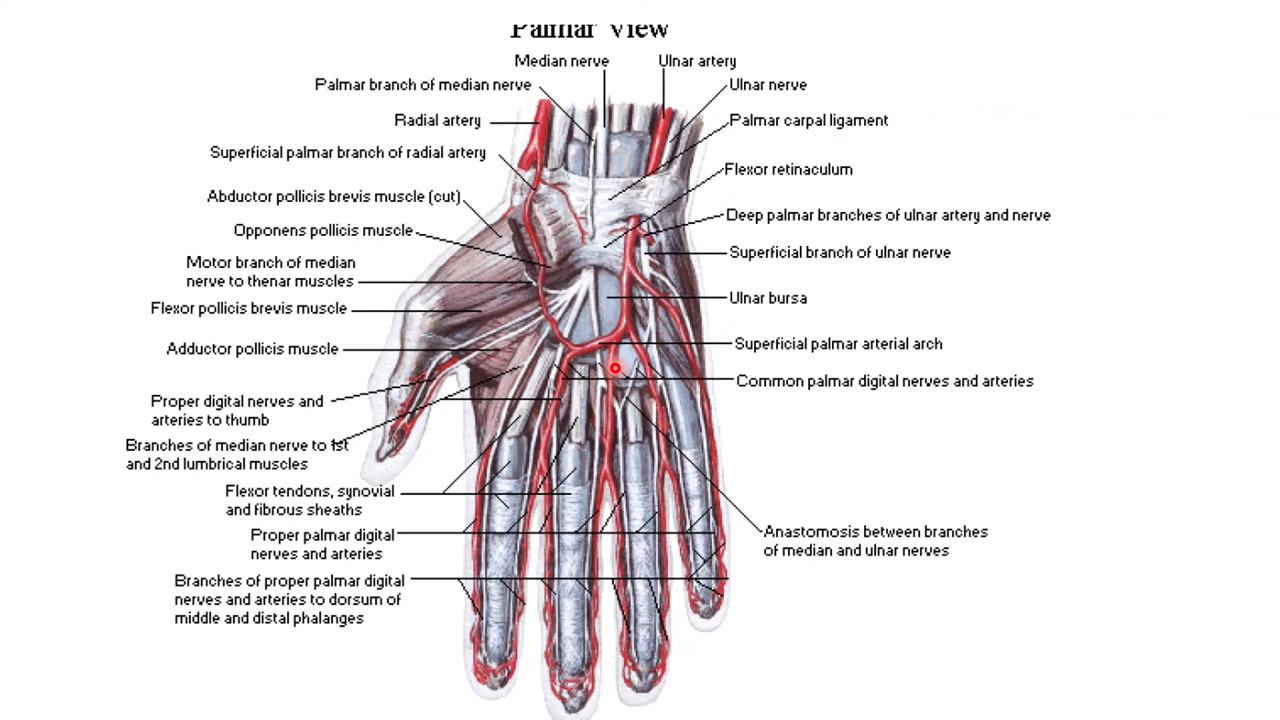 Palmar View
Median nerve
Ulnar artery
Palmar branch of median nerve
Ulnar nerve
Radial artery
Palmar carpal ligament
Superficial palmar branch of radial artery
Flexor retinaculum
Abductor pollicis brevis muscle (cut)
Deep palmar branches of ulnar artery and nerve
Opponens pollicis muscle
Superficial branch of ulnar nerve
Motor branch of median
nerve to thenar muscles
Ulnar bursa
Flexor pollicis brevis muscle
Superficial palmar arterial arch
Adductor pollicis muscle
Common palmar digital nerves and arteries
Proper digital nerves and
arteries to thumb
Branches of median nerve to 1st
and 2nd lumbrical muscles
Flexor tendons, synovial
and fibrous sheaths
Proper palmar digital
nerves and arteries
Anastomosis between branches
of median and ulnar nerves
Branches of proper palmar digital
nerves and arteries to dorsum of
middle and distal phalanges